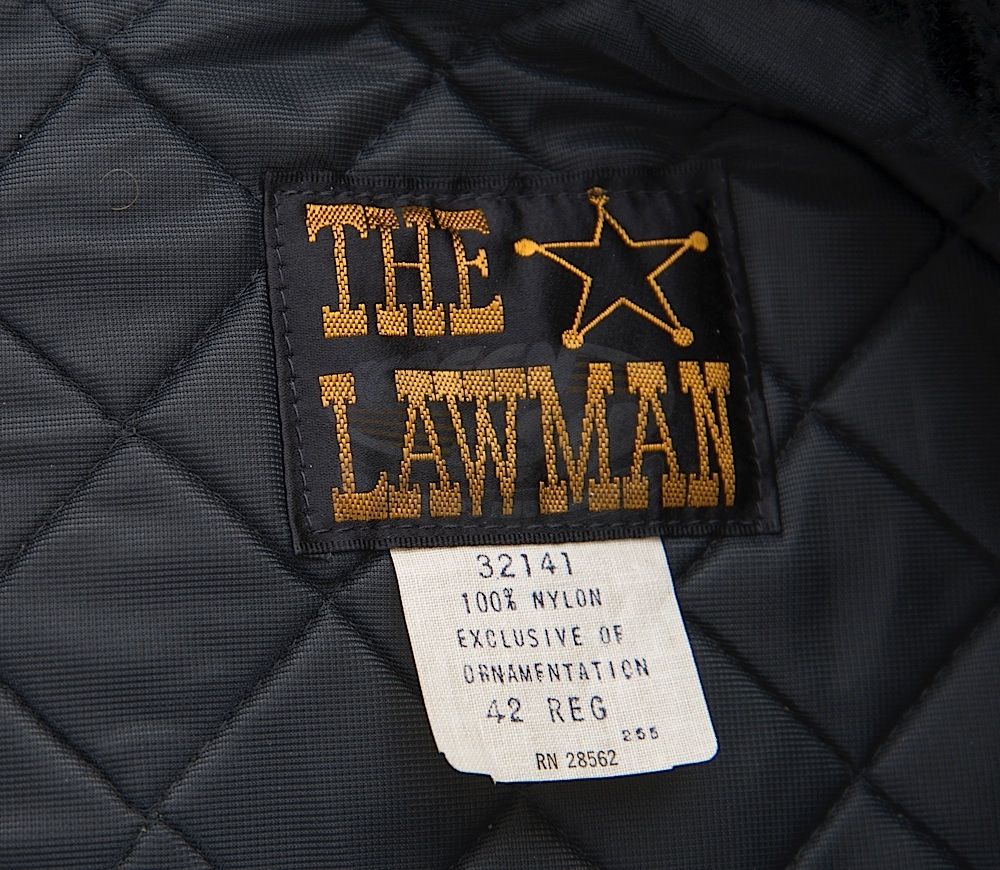 THE
LAWMAN
32141
100% NYLON
EXCLUSIVE OF
ORNAMENTATION
42 REG
255
RN 28562